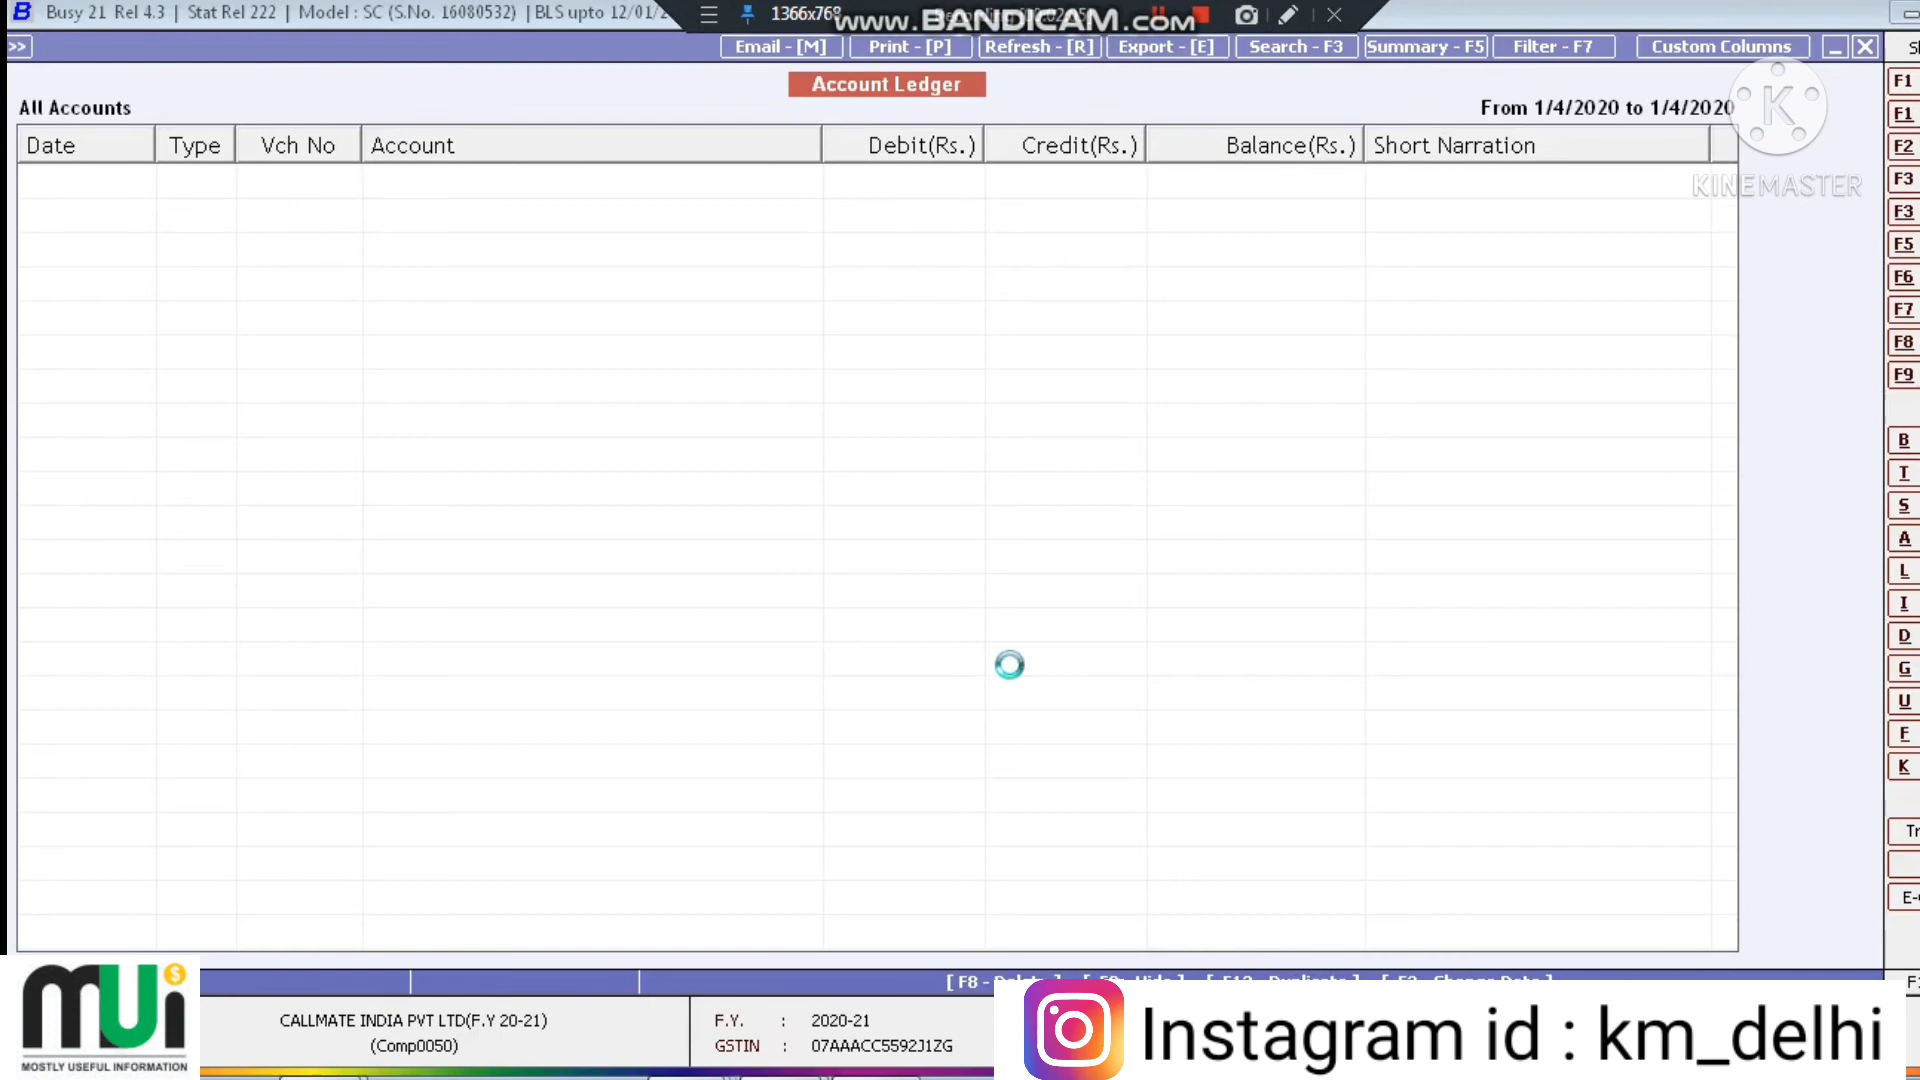 Busy 21 Rel 4.3 | Stat Rel 222 | Model : SC (S.No. 16080532) | BLS upto 12/01/2
1366x768
www.BANDICAM.com
>>
Email - [M]
Print - [P]
Refresh - [R]
Export - [E]
Search - F3
Summary - F5
Filter - F7
Custom Columns
Account Ledger
All Accounts
From 1/4/2020 to 1/4/2020
K
KINEMASTER
Date
Type
Vch No
Account
Debit(Rs.)
Credit(Rs.)
Balance(Rs.)
Short Narration
F1
F1
F2
F3
F3
F5
F6
F7
F8
F9
B
T
S
A
L
I
D
G
U
F
K
Tr
E-
[ F8 -
mUi
MOSTLY USEFUL INFORMATION
CALLMATE INDIA PVT LTD(F.Y 20-21)
(Comp0050)
F.Y. : 2020-21
GSTIN : 07AAACC5592J1ZG
Instagram id : km_delhi